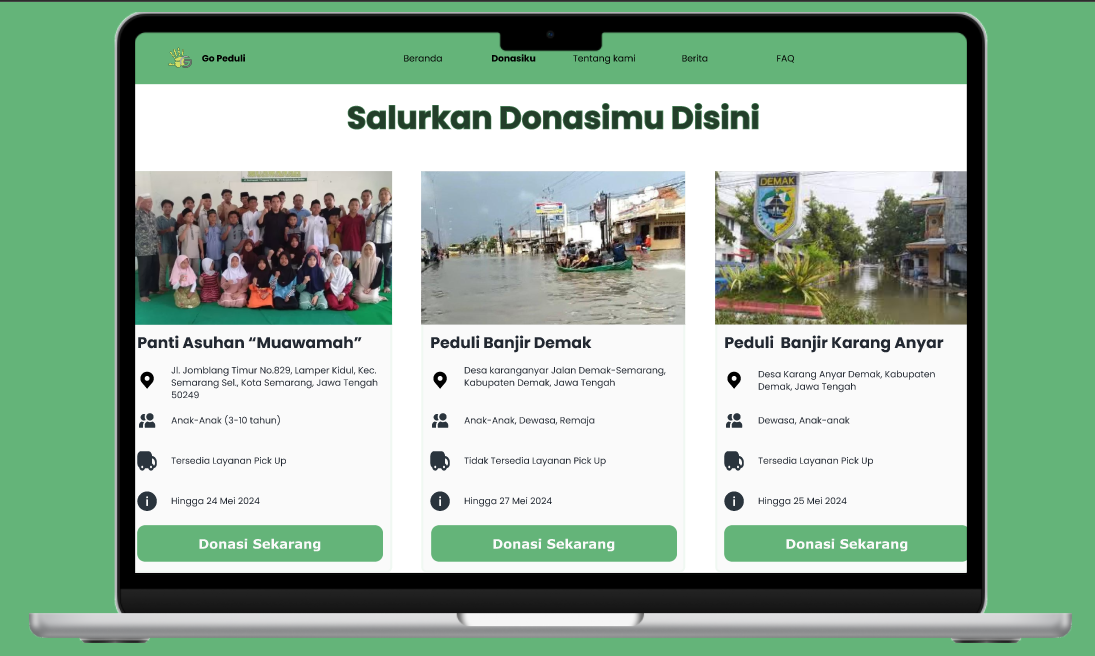 Go Peduli
Beranda
Donasiku
Tentang kami
Berita
FAQ
Salurkan Donasimu Disini
DEMAK
Panti Asuhan “Muawamah”
Jl. Jomblang Timur No.829, Lamper Kidul, Kec.
Semarang Sel., Kota Semarang, Jawa Tengah
50249
Anak-Anak (3-10 tahun)
Tersedia Layanan Pick Up
Hingga 24 Mei 2024
Donasi Sekarang
Peduli Banjir Demak
Desa karanganyar Jalan Demak-Semarang,
Kabupaten Demak, Jawa Tengah
Anak-Anak, Dewasa, Remaja
Tidak Tersedia Layanan Pick Up
Hingga 27 Mei 2024
Donasi Sekarang
Peduli  Banjir Karang Anyar
Desa Karang Anyar Demak, Kabupaten
Demak, Jawa Tengah
Dewasa, Anak-anak
Tersedia Layanan Pick Up
Hingga 25 Mei 2024
Donasi Sekarang